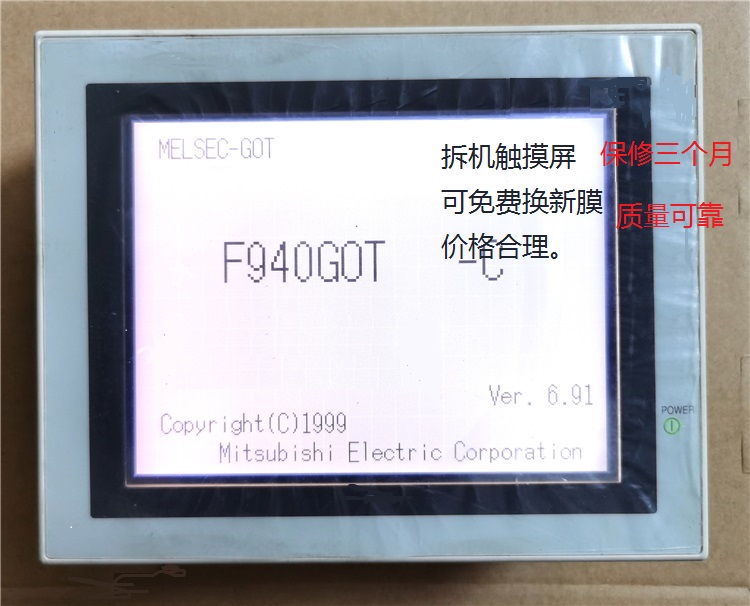 MELSEC-GOT
拆机触摸屏
保修三个月
可免费换新膜
质量可靠
价格合理。
F940GOT -C
Ver. 6.91
Copyright(C)1999
Mitsubishi Electric Corporation
POWER